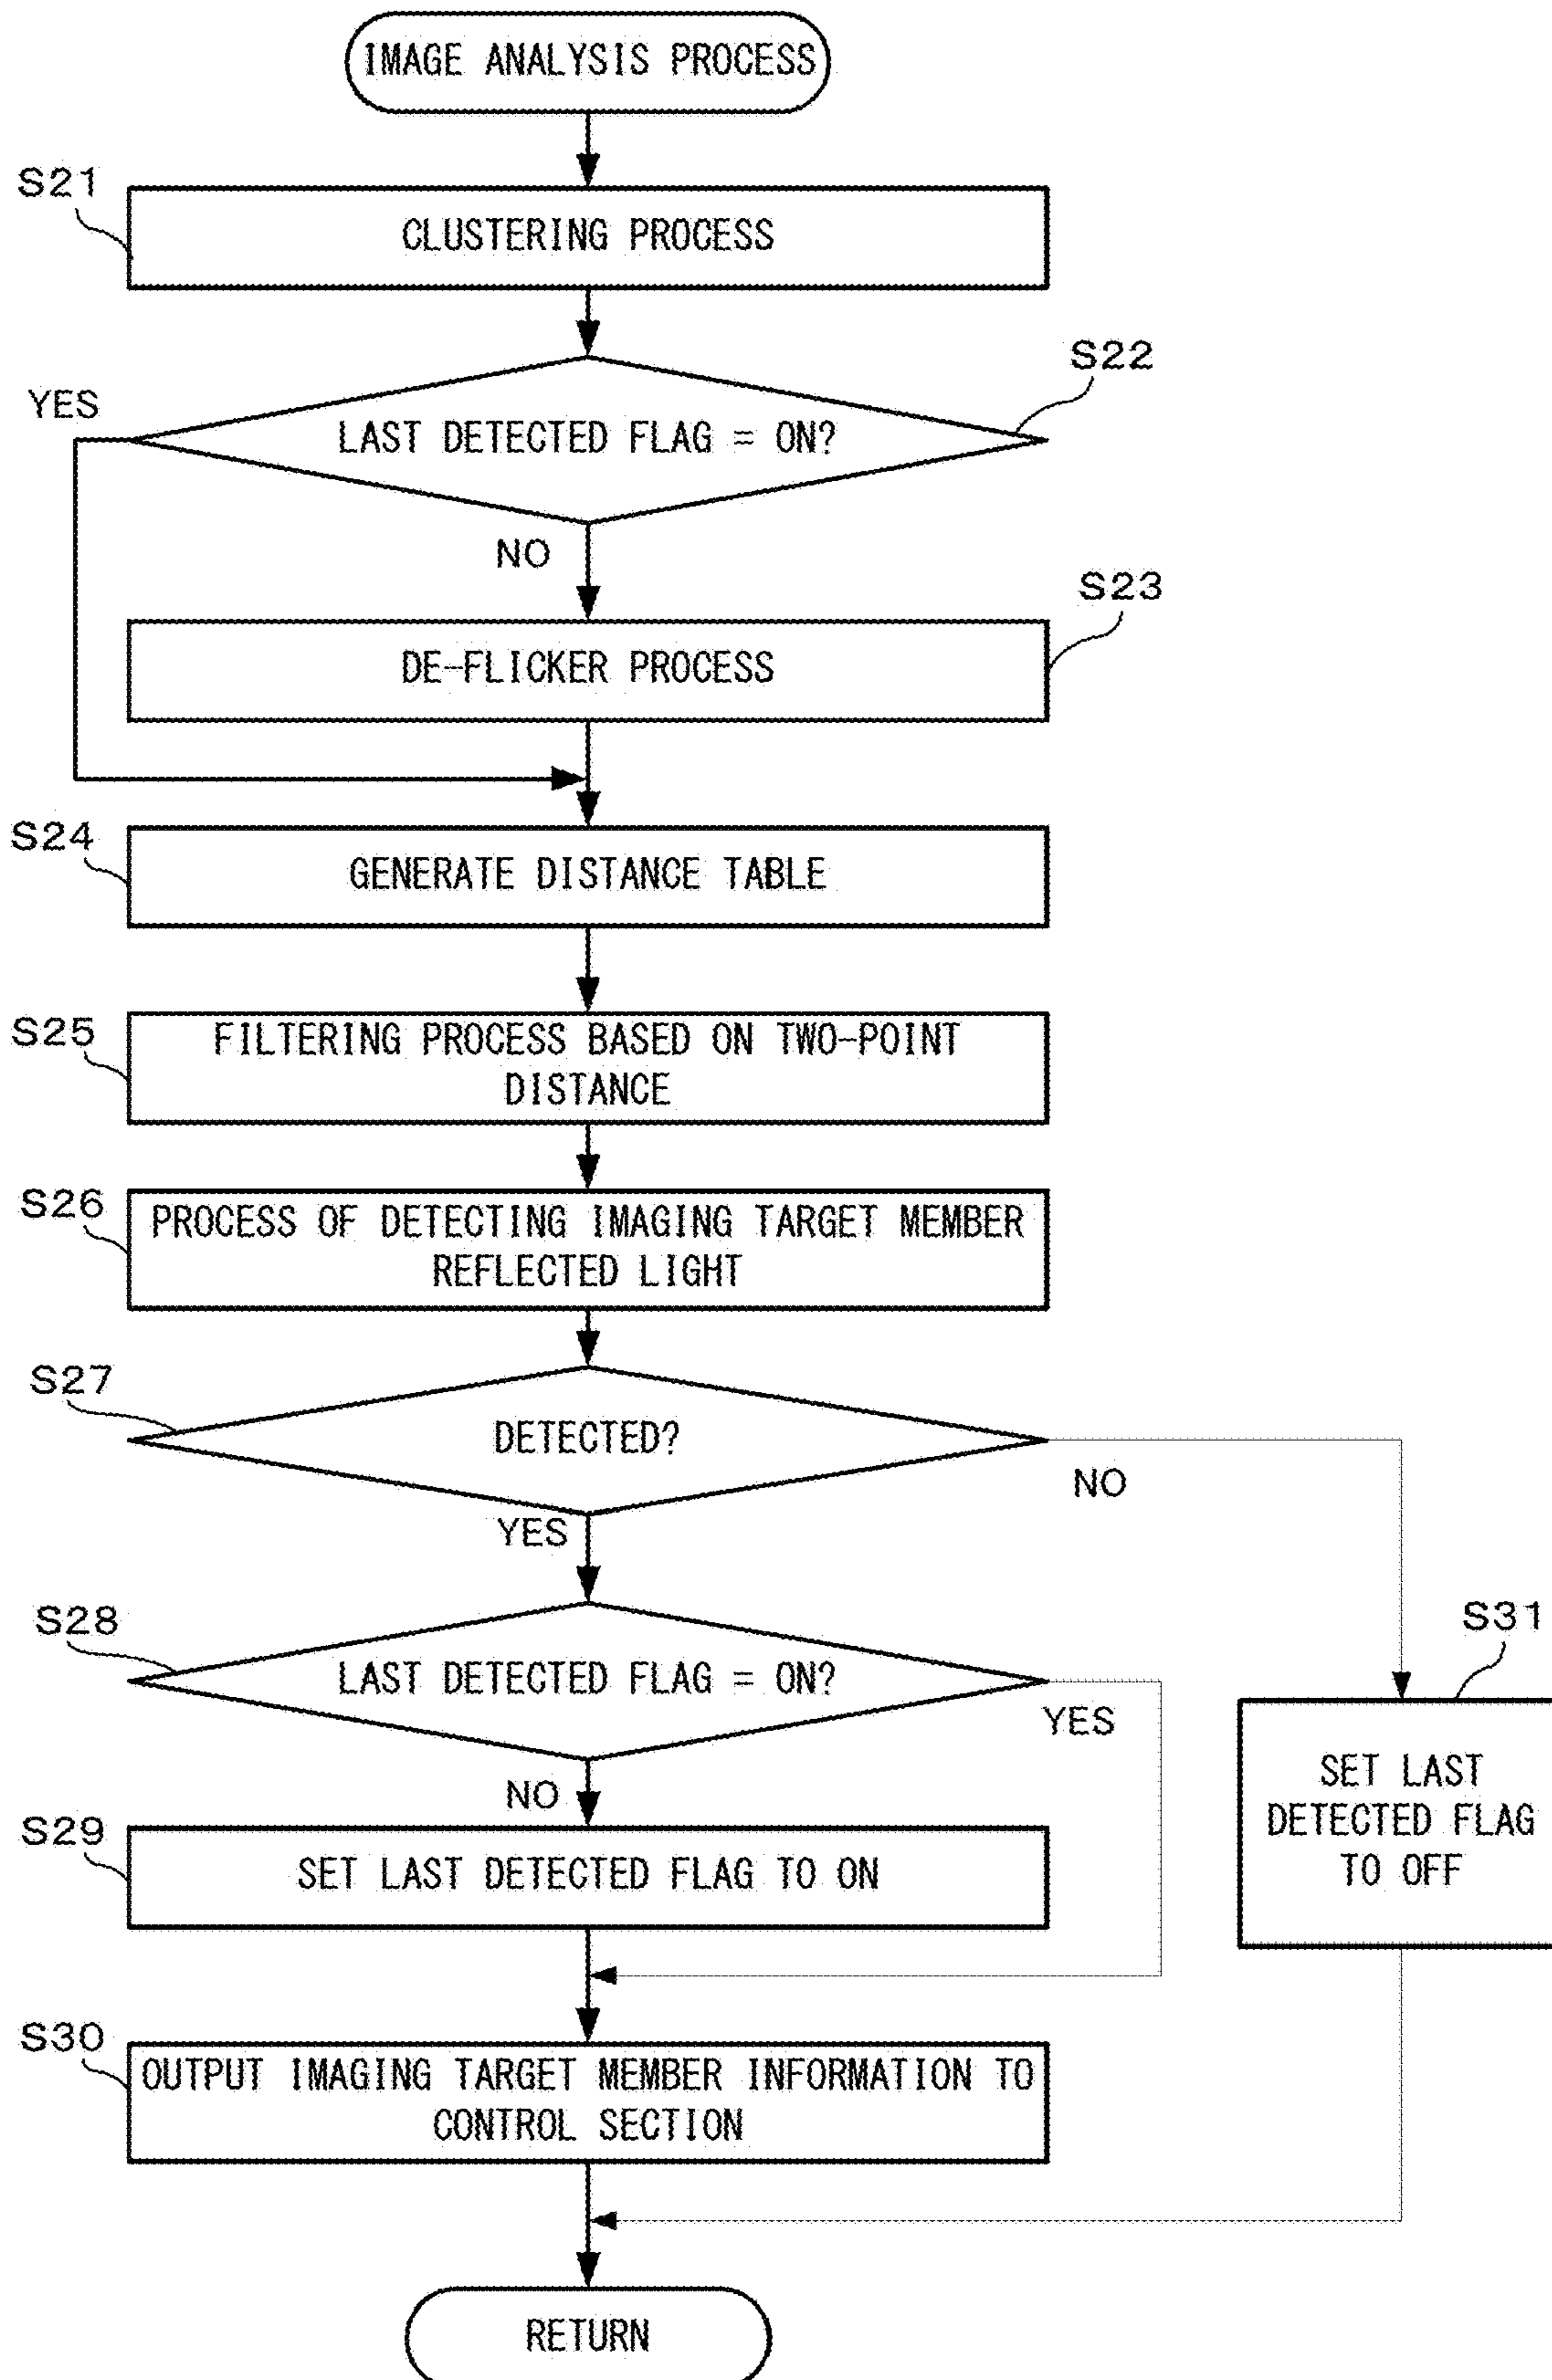 IMAGE ANALYSIS PROCESS
S21
CLUSTERING PROCESS
S22
YES
LAST DETECTED FLAG = ON?
NO
S23
DE-FLICKER PROCESS
S24
GENERATE DISTANCE TABLE
S25
FILTERING PROCESS BASED ON TWO-POINT
DISTANCE
S26
PROCESS OF DETECTING IMAGING TARGET MEMBER
REFLECTED LIGHT
S27
DETECTED?
NO
YES
S28
LAST DETECTED FLAG = ON?
YES
NO
S31
SET LAST
DETECTED FLAG
TO OFF
S29
SET LAST DETECTED FLAG TO ON
S30
OUTPUT IMAGING TARGET MEMBER INFORMATION TO
CONTROL SECTION
RETURN